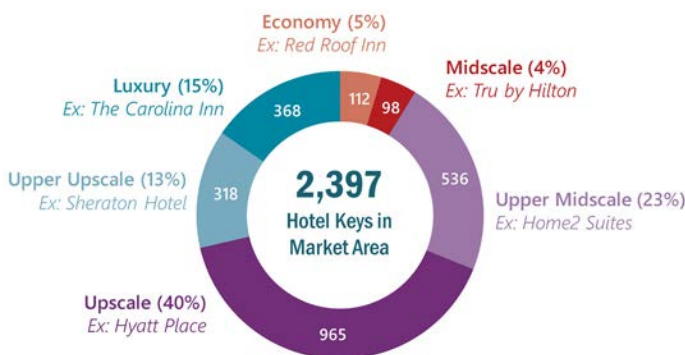 Economy (5%)
Ex: Red Roof Inn
Midscale (4%)
Ex: Tru by Hilton
Luxury (15%)
Ex: The Carolina Inn
112
98
368
Upper Upscale (13%)
Ex: Sheraton Hotel
318
2,397
Hotel Keys in
Market Area
536
Upper Midscale (23%)
Ex: Home2 Suites
Upscale (40%)
Ex: Hyatt Place
965